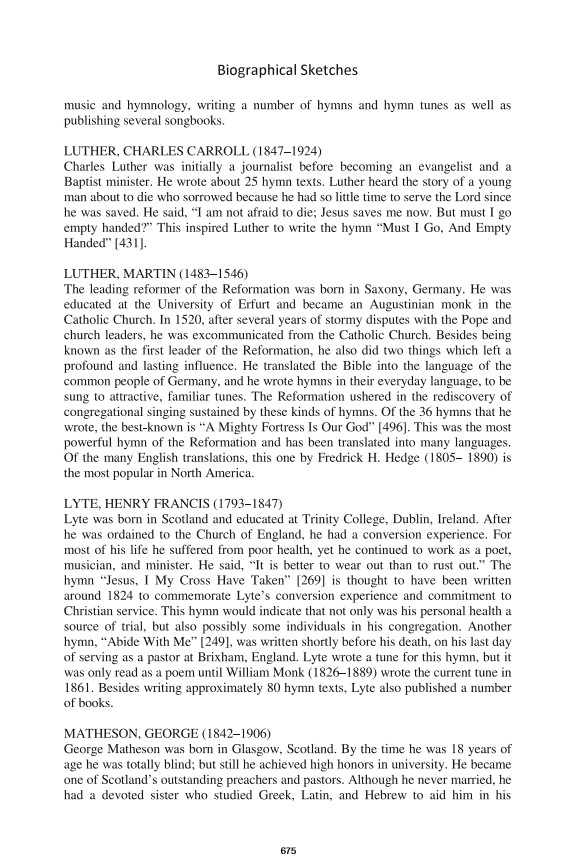 Biographical Sketches
music and hymnology, writing a number of hymns and hymn tunes as well as
publishing several songbooks.
LUTHER, CHARLES CARROLL (1847–1924)
Charles Luther was initially a journalist before becoming an evangelist and a
Baptist minister. He wrote about 25 hymn texts. Luther heard the story of a young
man about to die who sorrowed because he had so little time to serve the Lord since
he was saved. He said, “I am not afraid to die; Jesus saves me now. But must I go
empty handed?” This inspired Luther to write the hymn “Must I Go, And Empty
Handed” [431].
LUTHER, MARTIN (1483–1546)
The leading reformer of the Reformation was born in Saxony, Germany. He was
educated at the University of Erfurt and became an Augustinian monk in the
Catholic Church. In 1520, after several years of stormy disputes with the Pope and
church leaders, he was excommunicated from the Catholic Church. Besides being
known as the first leader of the Reformation, he also did two things which left a
profound and lasting influence. He translated the Bible into the language of the
common people of Germany, and he wrote hymns in their everyday language, to be
sung to attractive, familiar tunes. The Reformation ushered in the rediscovery of
congregational singing sustained by these kinds of hymns. Of the 36 hymns that he
wrote, the best-known is “A Mighty Fortress Is Our God” [496]. This was the most
powerful hymn of the Reformation and has been translated into many languages.
Of the many English translations, this one by Fredrick H. Hedge (1805– 1890) is
the most popular in North America.
LYTE, HENRY FRANCIS (1793–1847)
Lyte was born in Scotland and educated at Trinity College, Dublin, Ireland. After
he was ordained to the Church of England, he had a conversion experience. For
most of his life he suffered from poor health, yet he continued to work as a poet,
musician, and minister. He said, “It is better to wear out than to rust out.” The
hymn “Jesus, I My Cross Have Taken” [269] is thought to have been written
around 1824 to commemorate Lyte’s conversion experience and commitment to
Christian service. This hymn would indicate that not only was his personal health a
source of trial, but also possibly some individuals in his congregation. Another
hymn, “Abide With Me” [249], was written shortly before his death, on his last day
of serving as a pastor at Brixham, England. Lyte wrote a tune for this hymn, but it
was only read as a poem until William Monk (1826–1889) wrote the current tune in
1861. Besides writing approximately 80 hymn texts, Lyte also published a number
of books.
MATHESON, GEORGE (1842–1906)
George Matheson was born in Glasgow, Scotland. By the time he was 18 years of
age he was totally blind; but still he achieved high honors in university. He became
one of Scotland’s outstanding preachers and pastors. Although he never married, he
had a devoted sister who studied Greek, Latin, and Hebrew to aid him in his
675